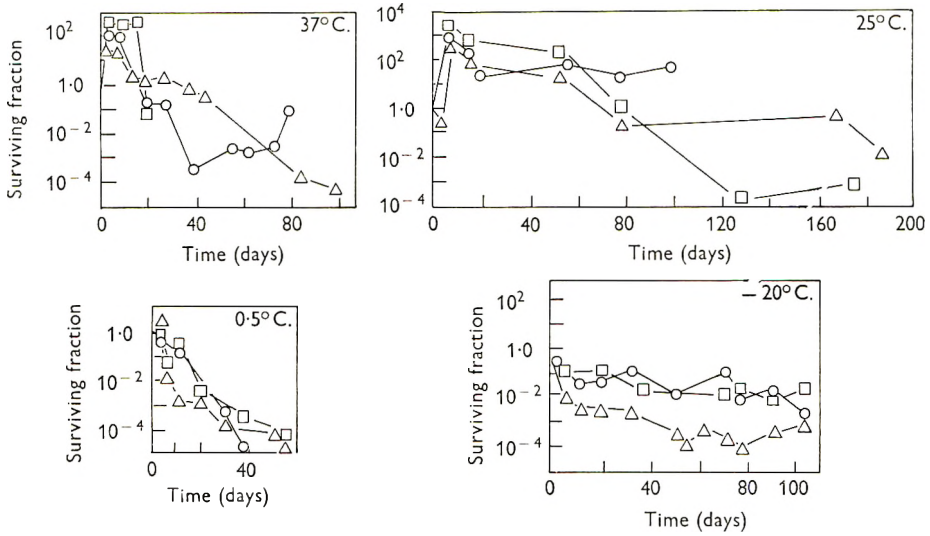 37° C.
Surviving fraction
10²
1·0
10⁻²
10⁻⁴
0 20 40 60 80
Time (days)
25° C.
10⁴
10²
1·0
10⁻²
10⁻⁴
0 40 80 120 160 200
Time (days)
0·5° C.
Surviving fraction
1·0
10⁻²
10⁻⁴
0 40
Time (days)
– 20° C.
Surviving fraction
10²
1·0
10⁻²
10⁻⁴
0 40 80 100
Time (days)